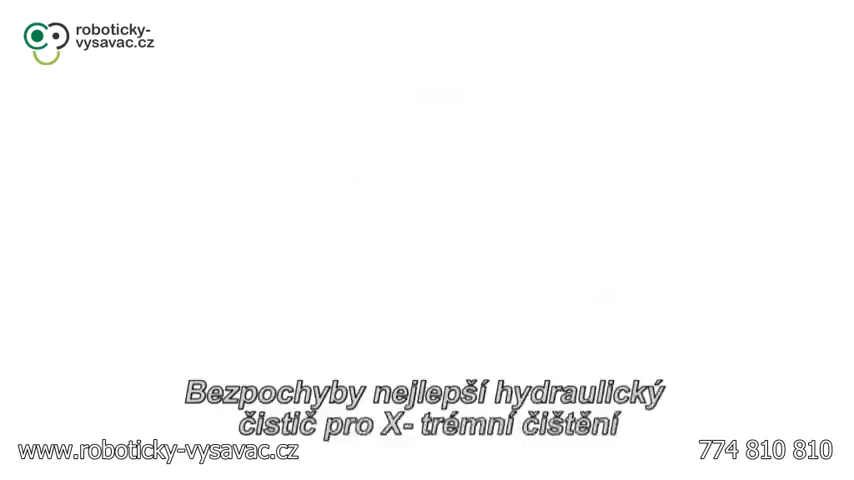 roboticky-
vysavac.cz
Bezpochyby nejlepší hydraulický
čistič pro X- trémní čištění
www.roboticky-vysavac.cz
774 810 810